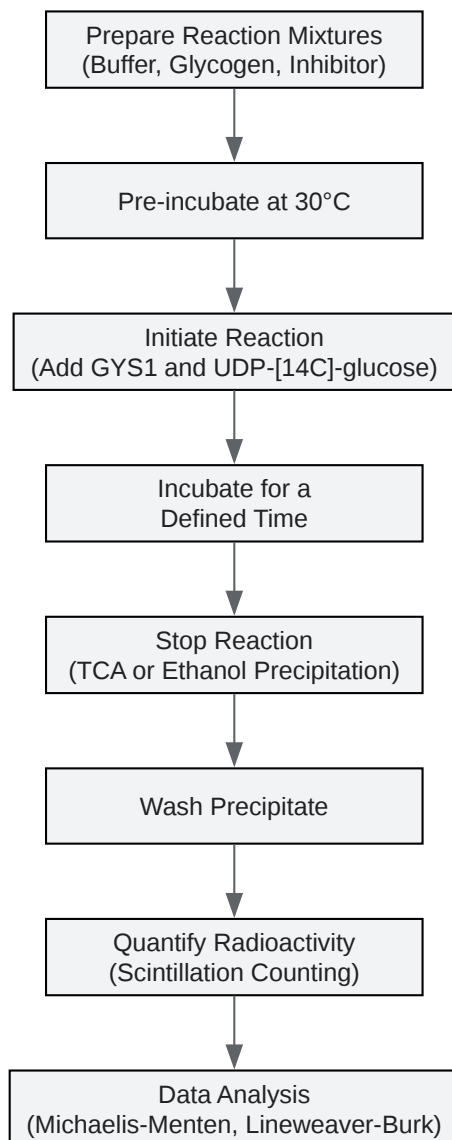 Prepare Reaction Mixtures
(Buffer, Glycogen, Inhibitor)
Pre-incubate at 30°C
Initiate Reaction
(Add GYS1 and UDP-[14C]-glucose)
Incubate for a
Defined Time
Stop Reaction
(TCA or Ethanol Precipitation)
Wash Precipitate
Quantify Radioactivity
(Scintillation Counting)
Data Analysis
(Michaelis-Menten, Lineweaver-Burk)